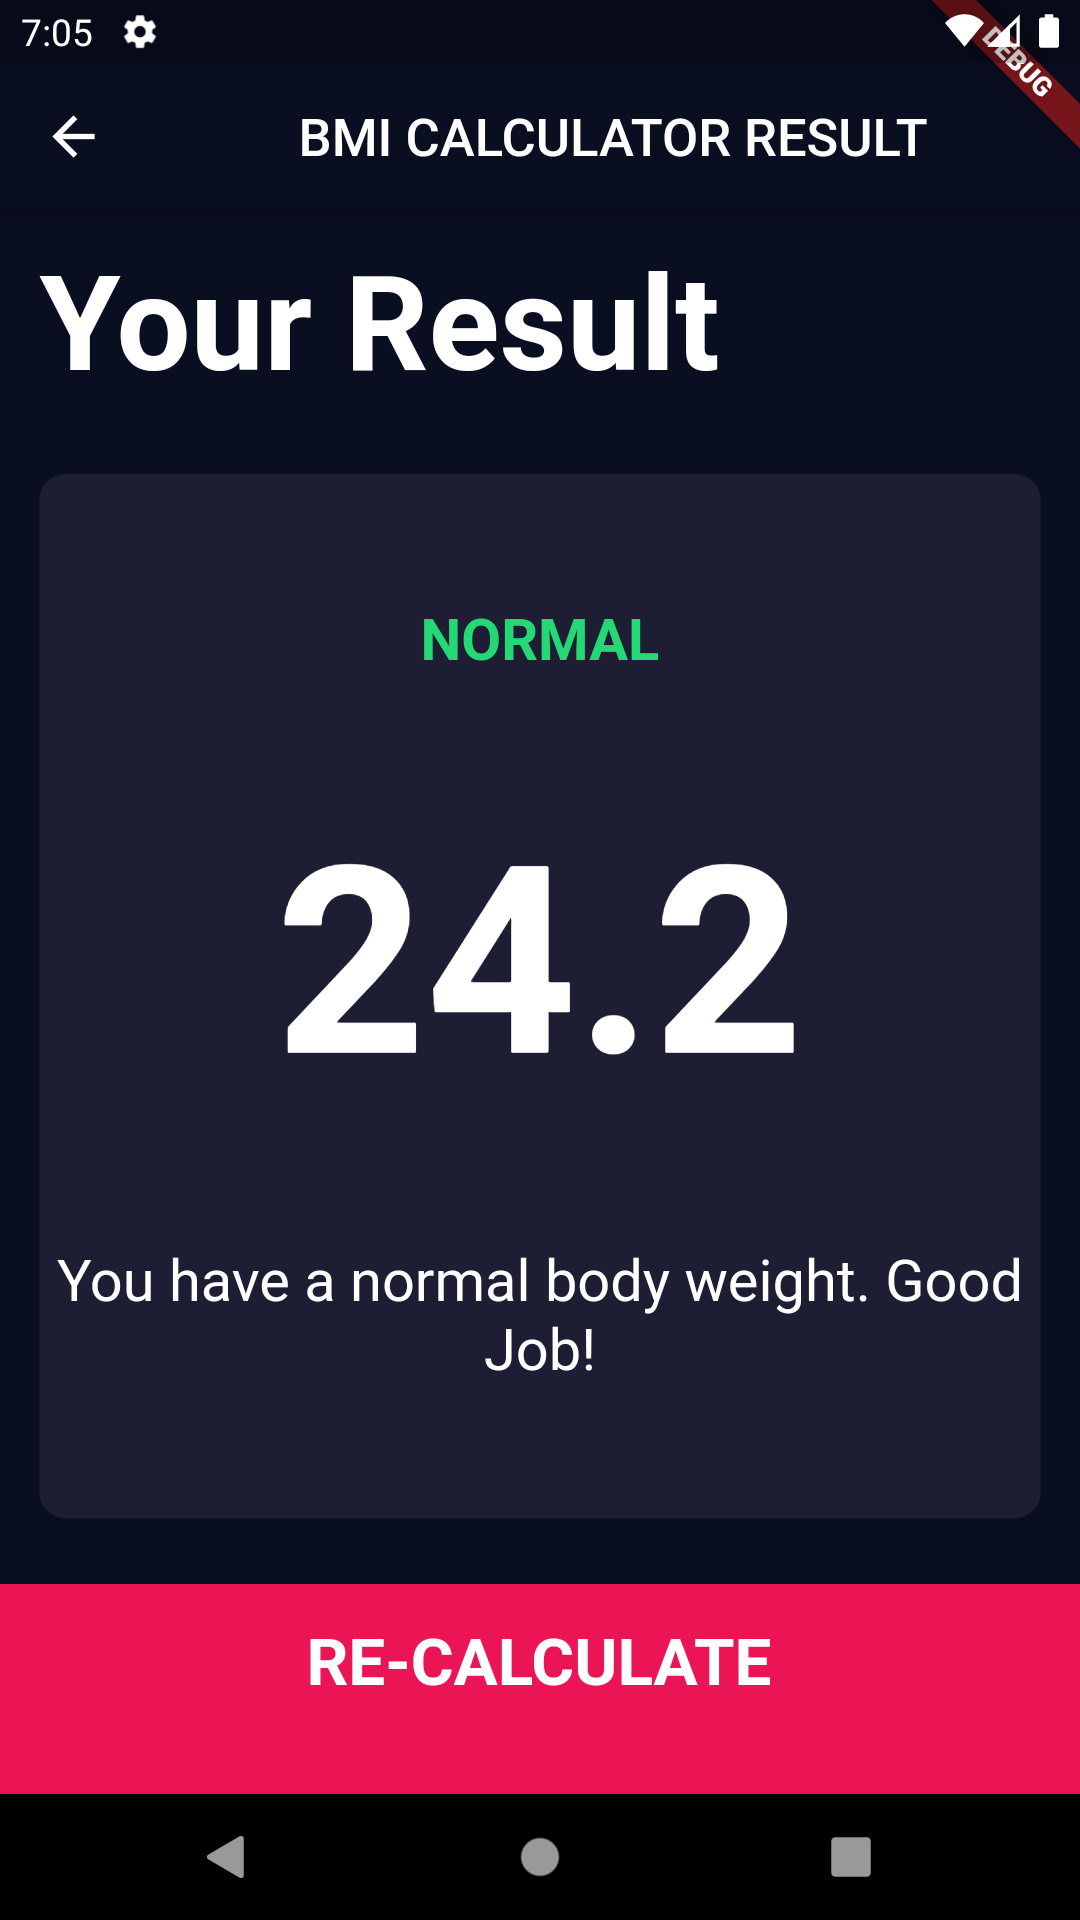 7:05
DEBUG
BMI CALCULATOR RESULT
Your Result
NORMAL
24.2
You have a normal body weight. Good
Job!
RE-CALCULATE